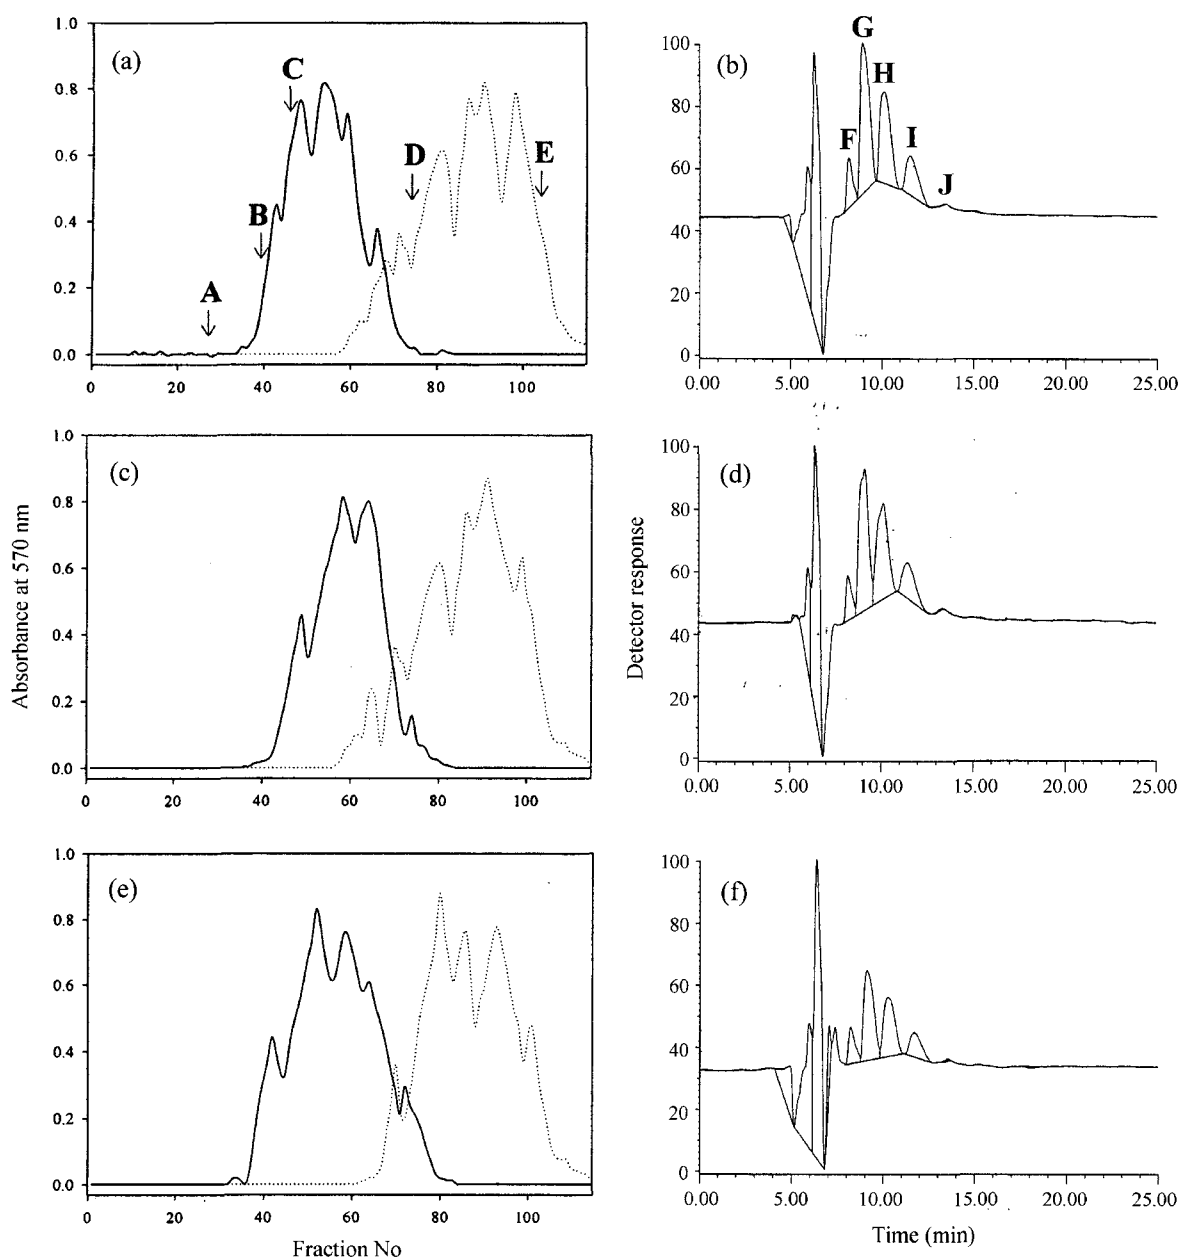 (a)
1.0
0.8
0.6
0.4
0.2
0.0
0 20 40 60 80 100
A
B
C
D
E
(b)
100
80
60
40
20
0
0.00 5.00 10.00 15.00 20.00 25.00
F
G
H
I
J
(c)
1.0
0.8
0.6
0.4
0.2
0.0
0 20 40 60 80 100
Absorbance at 570 nm
(d)
100
80
60
40
20
0
0.00 5.00 10.00 15.00 20.00 25.00
Detector response
(e)
1.0
0.8
0.6
0.4
0.2
0.0
0 20 40 60 80 100
Fraction No
(f)
100
80
60
40
20
0
0.00 5.00 10.00 15.00 20.00 25.00
Time (min)